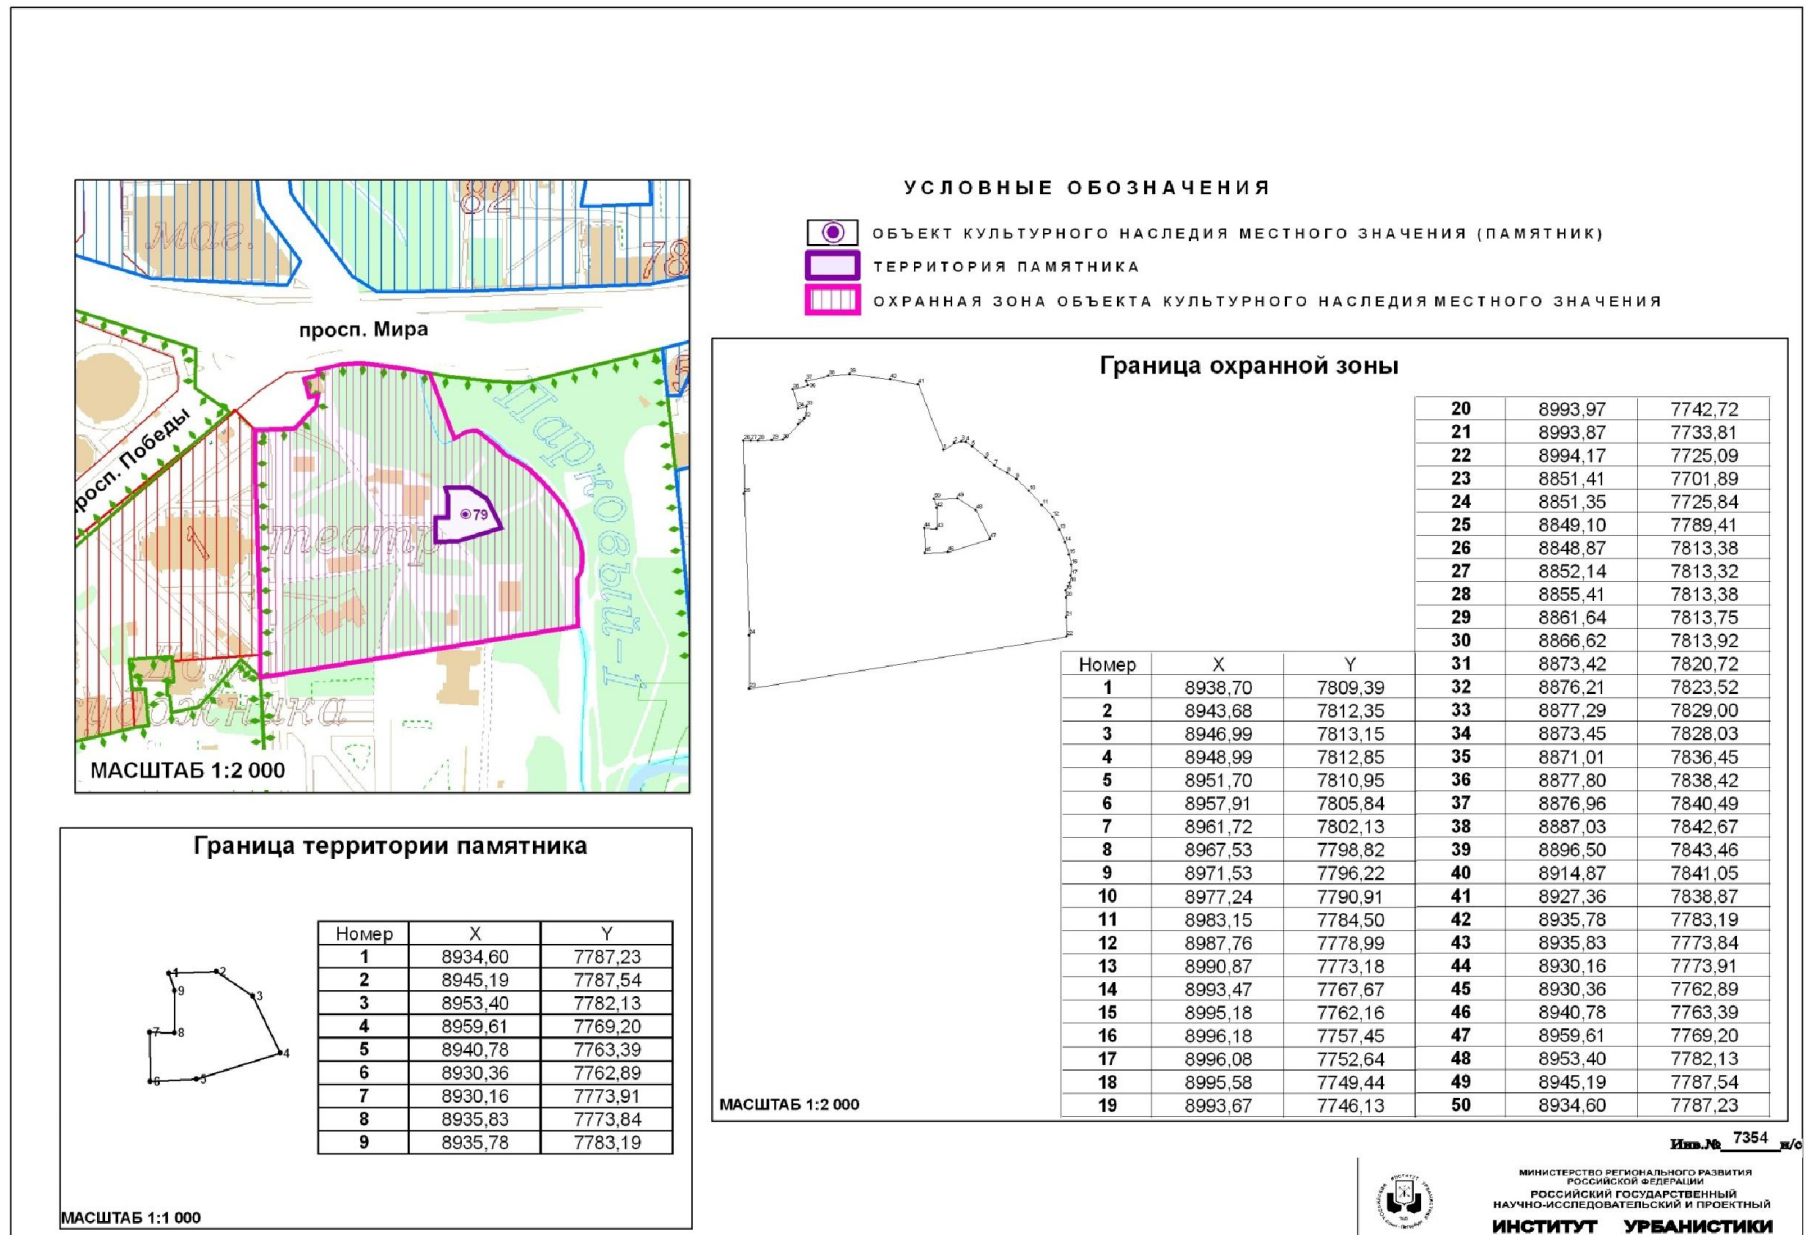 УСЛОВНЫЕ ОБОЗНАЧЕНИЯ
ОБЪЕКТ КУЛЬТУРНОГО НАСЛЕДИЯ МЕСТНОГО ЗНАЧЕНИЯ (ПАМЯТНИК)
ТЕРРИТОРИЯ ПАМЯТНИКА
ОХРАННАЯ ЗОНА ОБЪЕКТА КУЛЬТУРНОГО НАСЛЕДИЯ МЕСТНОГО ЗНАЧЕНИЯ
82
маг.
78
просп. Мира
просп. Победы
Парковый-1
79
театр
МАСШТАБ 1:2 000
Граница территории памятника
Номер X Y
1 8934,60 7787,23
2 8945,19 7787,54
3 8953,40 7782,13
4 8959,61 7769,20
5 8940,78 7763,39
6 8930,36 7762,89
7 8930,16 7773,91
8 8935,83 7773,84
9 8935,78 7783,19
1
2
3
4
5
6
7
8
9
МАСШТАБ 1:1 000
Граница охранной зоны
Номер X Y
1 8938,70 7809,39
2 8943,68 7812,35
3 8946,99 7813,15
4 8948,99 7812,85
5 8951,70 7810,95
6 8957,91 7805,84
7 8961,72 7802,13
8 8967,53 7798,82
9 8971,53 7796,22
10 8977,24 7790,91
11 8983,15 7784,50
12 8987,76 7778,99
13 8990,87 7773,18
14 8993,47 7767,67
15 8995,18 7762,16
16 8996,18 7757,45
17 8996,08 7752,64
18 8995,58 7749,44
19 8993,67 7746,13
20 8993,97 7742,72
21 8993,87 7733,81
22 8994,17 7725,09
23 8851,41 7701,89
24 8851,35 7725,84
25 8849,10 7789,41
26 8848,87 7813,38
27 8852,14 7813,32
28 8855,41 7813,38
29 8861,64 7813,75
30 8866,62 7813,92
31 8873,42 7820,72
32 8876,21 7823,52
33 8877,29 7829,00
34 8873,45 7828,03
35 8871,01 7836,45
36 8877,80 7838,42
37 8876,96 7840,49
38 8887,03 7842,67
39 8896,50 7843,46
40 8914,87 7841,05
41 8927,36 7838,87
42 8935,78 7783,19
43 8935,83 7773,84
44 8930,16 7773,91
45 8930,36 7762,89
46 8940,78 7763,39
47 8959,61 7769,20
48 8953,40 7782,13
49 8945,19 7787,54
50 8934,60 7787,23
МАСШТАБ 1:2 000
Инв.№ 7354 н/с
МИНИСТЕРСТВО РЕГИОНАЛЬНОГО РАЗВИТИЯ
РОССИЙСКОЙ ФЕДЕРАЦИИ
РОССИЙСКИЙ ГОСУДАРСТВЕННЫЙ
НАУЧНО-ИССЛЕДОВАТЕЛЬСКИЙ И ПРОЕКТНЫЙ
ИНСТИТУТ УРБАНИСТИКИ